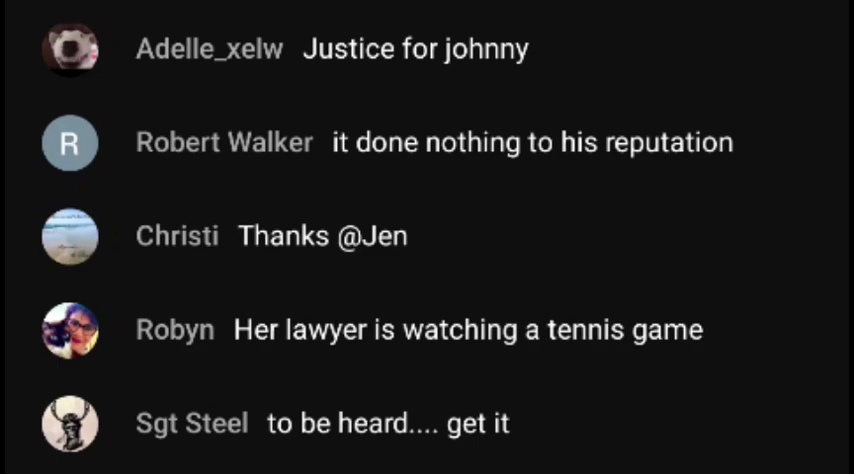 Adelle_xelw Justice for johnny
R
Robert Walker it done nothing to his reputation
Christi Thanks @Jen
Robyn Her lawyer is watching a tennis game
Sgt Steel to be heard.... get it